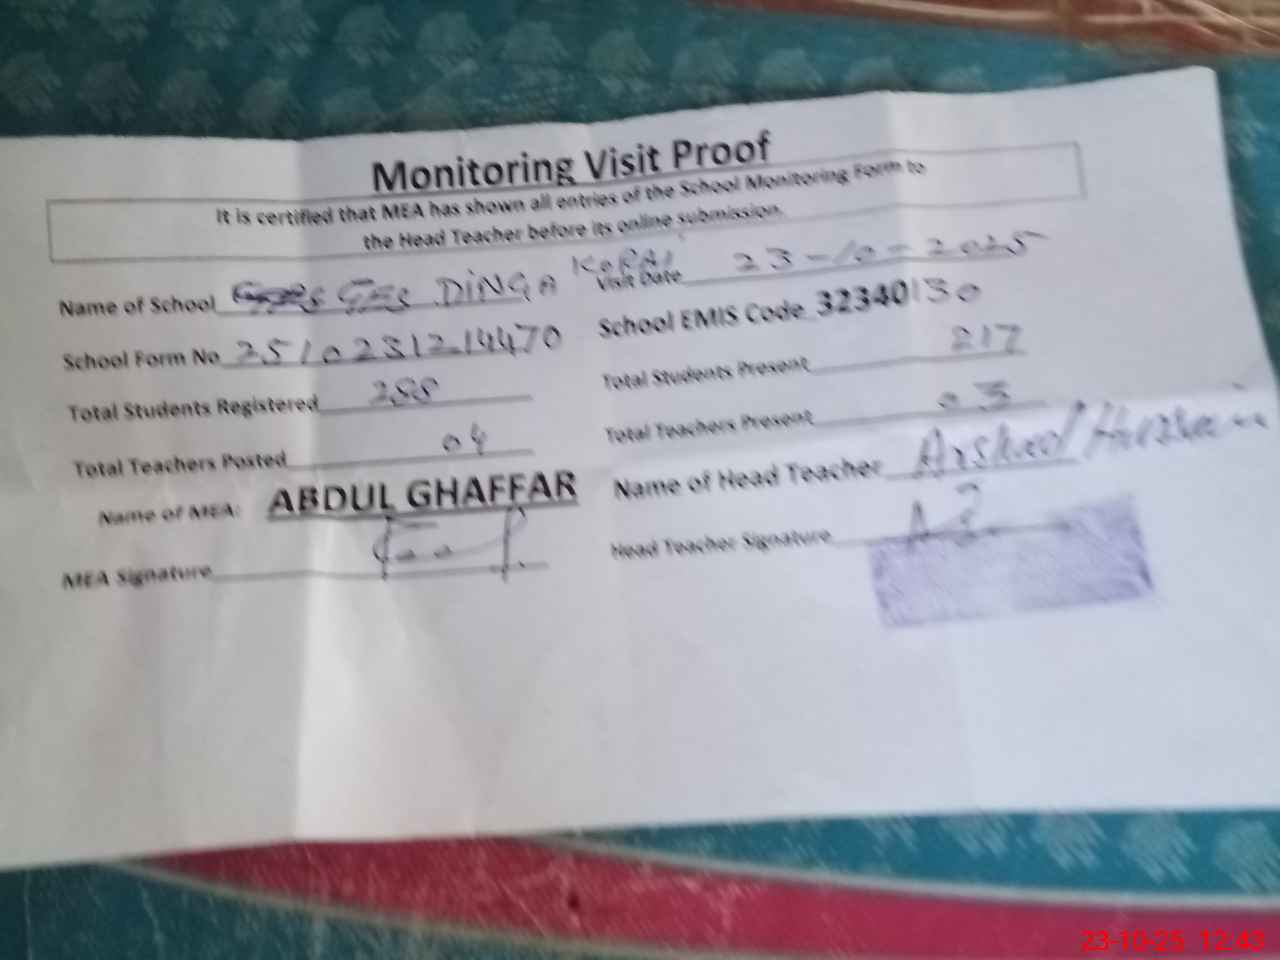 Monitoring Visit Proof
It is certified that MEA has shown all entries of the School Monitoring Form to
the Head Teacher before its online submission.
Name of School DINGA KORAI Visit Date 23-10-2025
School Form No 2510231214470 School EMIS Code 32340130
Total Students Registered 288 Total Students Present 217
Total Teachers Posted 04 Total Teachers Present 03
Name of MEA: ABDUL GHAFFAR Name of Head Teacher Arshad Hussain
MEA Signature Head Teacher Signature
23-10-25 12:43